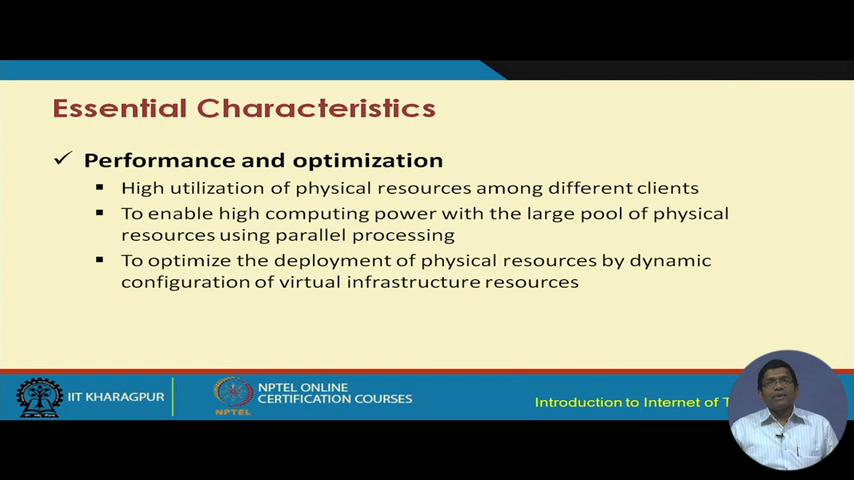 Essential Characteristics
✓ Performance and optimization
▪ High utilization of physical resources among different clients
▪ To enable high computing power with the large pool of physical
resources using parallel processing
▪ To optimize the deployment of physical resources by dynamic
configuration of virtual infrastructure resources
IIT KHARAGPUR
NPTEL
NPTEL ONLINE
CERTIFICATION COURSES
Introduction to Internet of